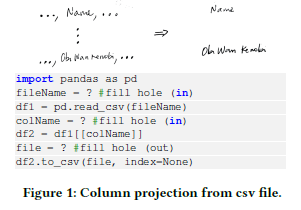 ..., Name, ...
Name
⋮
⇒
..., Obi Wan Kenobi, ...
Obi Wan Kenobi
import pandas as pd
fileName = ? #fill hole (in)
df1 = pd.read_csv(fileName)
colName = ? #fill hole (in)
df2 = df1[[colName]]
file = ? #fill hole (out)
df2.to_csv(file, index=None)
Figure 1: Column projection from csv file.